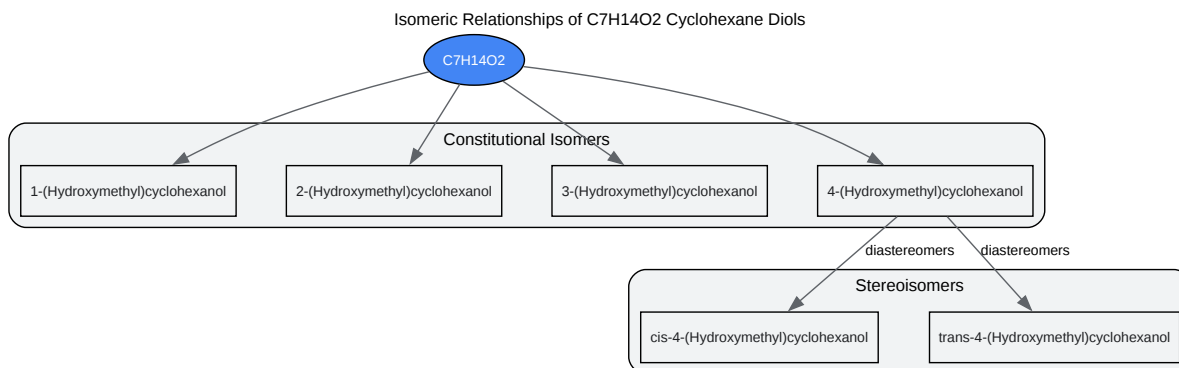 Isomeric Relationships of C7H14O2 Cyclohexane Diols
C7H14O2
Constitutional Isomers
1-(Hydroxymethyl)cyclohexanol
2-(Hydroxymethyl)cyclohexanol
3-(Hydroxymethyl)cyclohexanol
4-(Hydroxymethyl)cyclohexanol
diastereomers
diastereomers
Stereoisomers
cis-4-(Hydroxymethyl)cyclohexanol
trans-4-(Hydroxymethyl)cyclohexanol